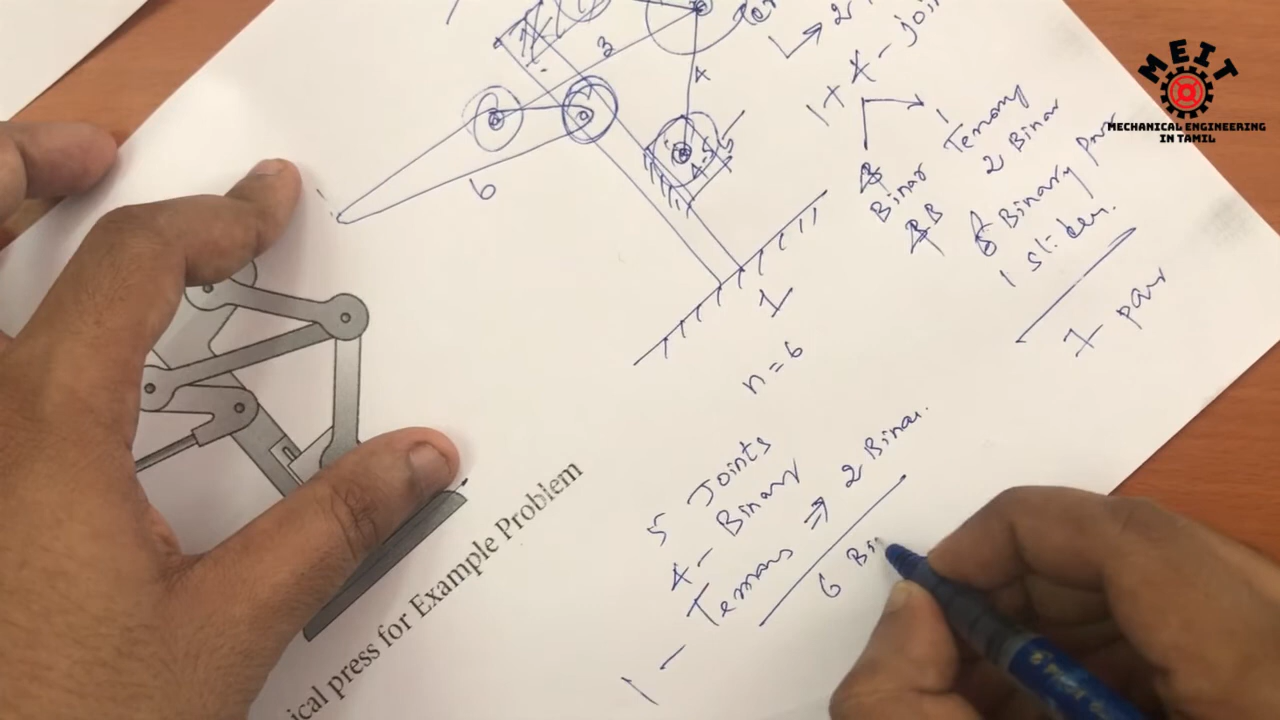 MEIT
MECHANICAL ENGINEERING
IN TAMIL
3
4
6
1 + 4 - join
1 Ternary
2 Binar
Binar
6 Binary pair
1 slider.
7 pair
1
n = 6
5 Joints
4 - Binary
1 - Ternary ⇒ 2 Binar.
6 Bi
ical press for Example Problem